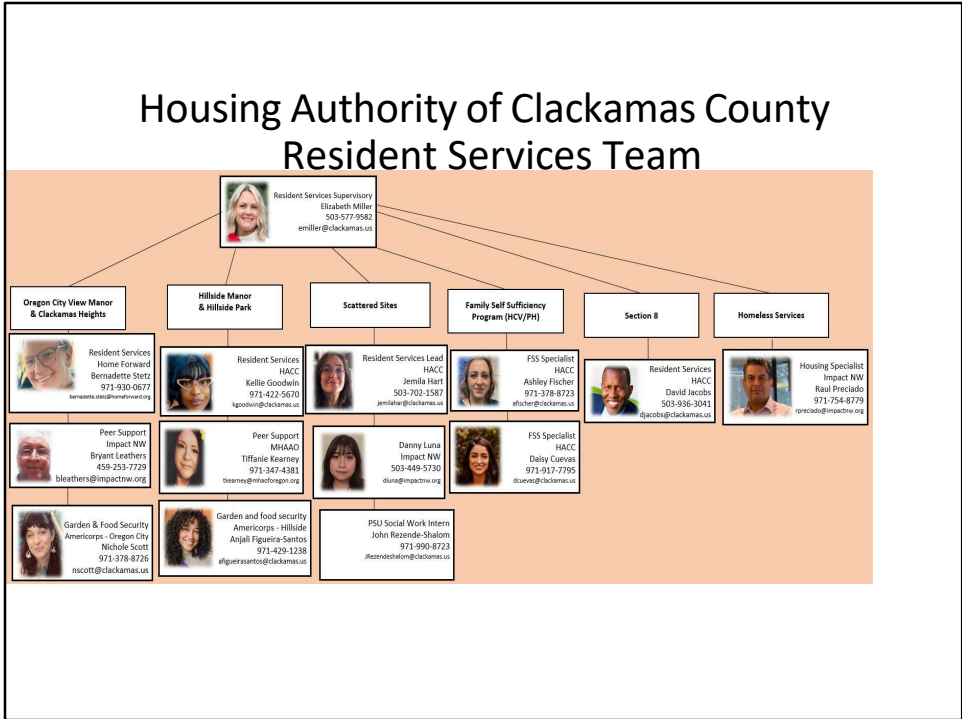 Housing Authority of Clackamas County
Resident Services Team
Resident Services Supervisory
Elizabeth Miller
503-577-9582
emiller@clackamas.us
Oregon City View Manor
& Clackamas Heights
Resident Services
Home Forward
Bernadette Stetz
971-930-0677
bernadette.stetz@homeforward.org
Peer Support
Impact NW
Bryant Leathers
459-253-7729
bleathers@impactnw.org
Garden & Food Security
Americorps - Oregon City
Nichole Scott
971-378-8726
nscott@clackamas.us
Hillside Manor
& Hillside Park
Resident Services
HACC
Kellie Goodwin
971-422-5670
kgoodwin@clackamas.us
Peer Support
MHAAO
Tiffanie Kearney
971-347-4381
tkearney@mhaoforegon.org
Garden and food security
Americorps - Hillside
Anjali Figueira-Santos
971-429-1238
afigueirasantos@clackamas.us
Scattered Sites
Resident Services Lead
HACC
Jemila Hart
503-702-1587
jemilahar@clackamas.us
Danny Luna
Impact NW
503-449-5730
dluna@impactnw.org
PSU Social Work Intern
John Rezende-Shalom
971-990-8723
JRezendeshalom@clackamas.us
Family Self Sufficiency
Program (HCV/PH)
FSS Specialist
HACC
Ashley Fischer
971-378-8723
afischer@clackamas.us
FSS Specialist
HACC
Daisy Cuevas
971-917-7795
dcuevas@clackamas.us
Section 8
Resident Services
HACC
David Jacobs
503-936-3041
djacobs@clackamas.us
Homeless Services
Housing Specialist
Impact NW
Raul Preciado
971-754-8779
rpreciado@impactnw.org